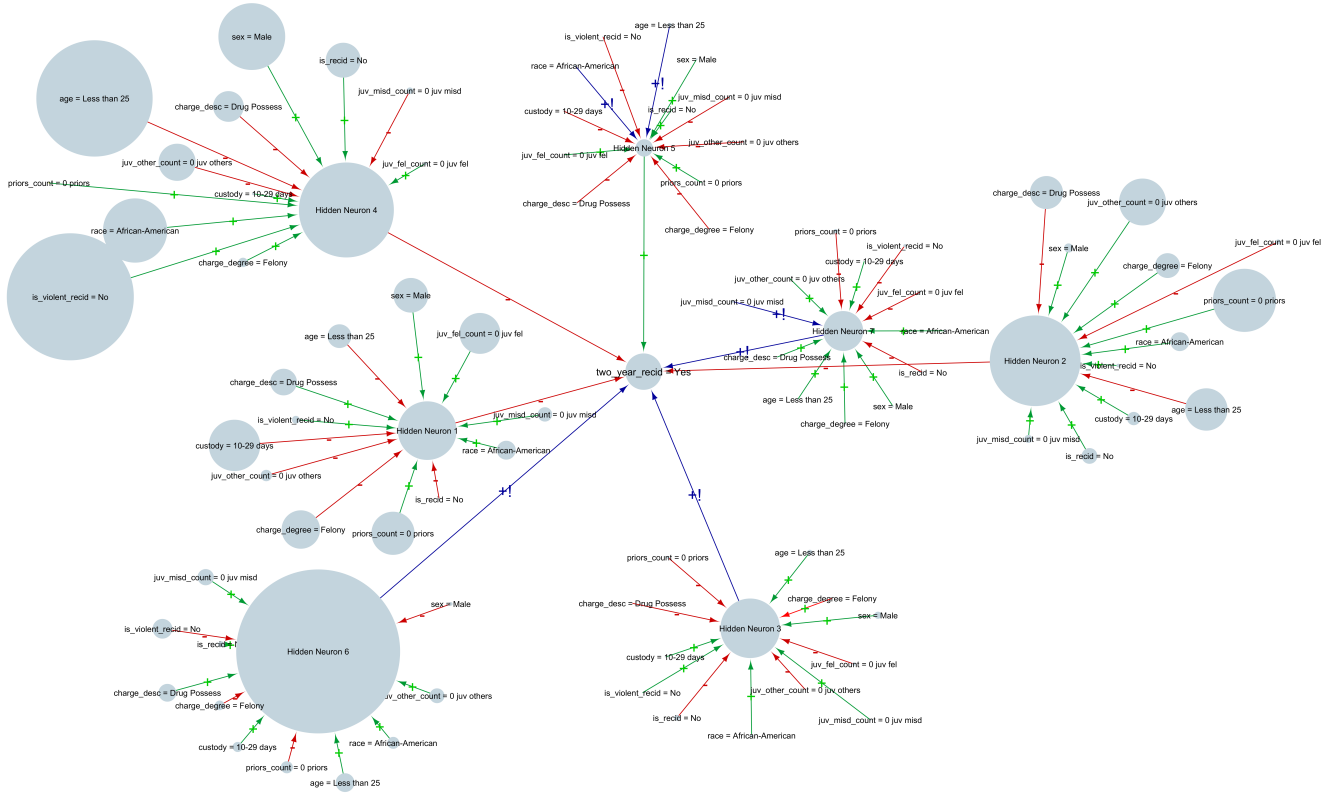 sex = Male
is_recid = No
age = Less than 25
charge_desc = Drug Possess
juv_misd_count = 0 juv misd
juv_other_count = 0 juv others
juv_fel_count = 0 juv fel
priors_count = 0 priors
custody = 10-29 days
Hidden Neuron 4
race = African-American
charge_degree = Felony
is_violent_recid = No
+
-
age = Less than 25
is_violent_recid = No
race = African-American
sex = Male
+!
+!
juv_misd_count = 0 juv misd
custody = 10-29 days
is_recid = No
juv_other_count = 0 juv others
Hidden Neuron 5
juv_fel_count = 0 juv fel
priors_count = 0 priors
charge_desc = Drug Possess
charge_degree = Felony
priors_count = 0 priors
is_violent_recid = No
custody = 10-29 days
juv_other_count = 0 juv others
juv_fel_count = 0 juv fel
juv_misd_count = 0 juv misd
+!
Hidden Neuron 7
race = African-American
+!
charge_desc = Drug Possess
is_recid = No
age = Less than 25
sex = Male
charge_degree = Felony
charge_desc = Drug Possess
juv_other_count = 0 juv others
juv_fel_count = 0 juv fel
sex = Male
charge_degree = Felony
priors_count = 0 priors
race = African-American
Hidden Neuron 2
is_violent_recid = No
age = Less than 25
custody = 10-29 days
juv_misd_count = 0 juv misd
is_recid = No
two_year_recid = Yes
sex = Male
age = Less than 25
juv_fel_count = 0 juv fel
charge_desc = Drug Possess
is_violent_recid = No
juv_misd_count = 0 juv misd
Hidden Neuron 1
custody = 10-29 days
race = African-American
juv_other_count = 0 juv others
is_recid = No
charge_degree = Felony
priors_count = 0 priors
+!
+!
juv_misd_count = 0 juv misd
sex = Male
is_violent_recid = No
Hidden Neuron 6
charge_desc = Drug Possess
charge_degree = Felony
juv_other_count = 0 juv others
custody = 10-29 days
race = African-American
priors_count = 0 priors
age = Less than 25
age = Less than 25
priors_count = 0 priors
charge_desc = Drug Possess
charge_degree = Felony
sex = Male
Hidden Neuron 3
custody = 10-29 days
juv_fel_count = 0 juv fel
is_violent_recid = No
juv_other_count = 0 juv others
is_recid = No
juv_misd_count = 0 juv misd
race = African-American